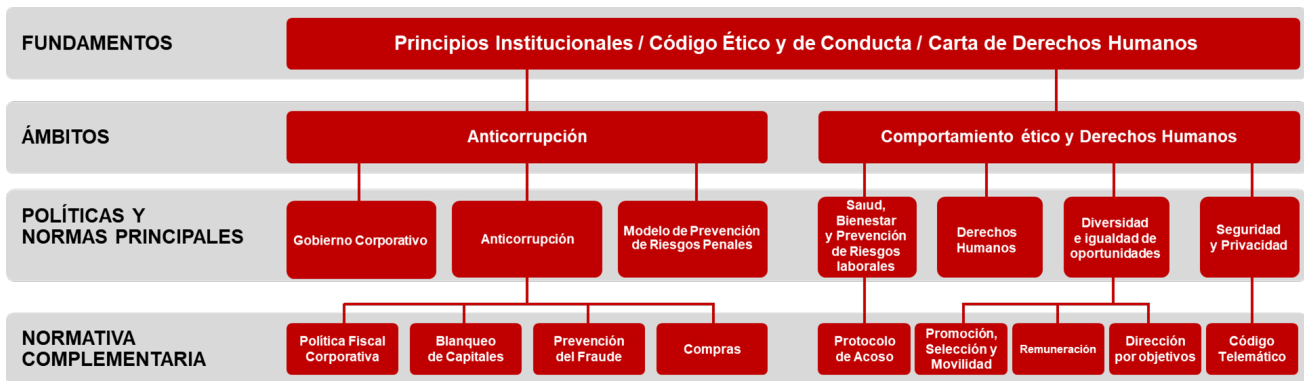 FUNDAMENTOS
Principios Institucionales / Código Ético y de Conducta / Carta de Derechos Humanos
ÁMBITOS
Anticorrupción
Comportamiento ético y Derechos Humanos
POLÍTICAS Y
NORMAS PRINCIPALES
Gobierno Corporativo
Anticorrupción
Modelo de Prevención
de Riesgos Penales
Salud,
Bienestar
y Prevención
de Riesgos
laborales
Derechos
Humanos
Diversidad
e igualdad de
oportunidades
Seguridad
y Privacidad
NORMATIVA
COMPLEMENTARIA
Política Fiscal
Corporativa
Blanqueo
de Capitales
Prevención
del Fraude
Compras
Protocolo
de Acoso
Promoción,
Selección y
Movilidad
Remuneración
Dirección
por objetivos
Código
Telemático